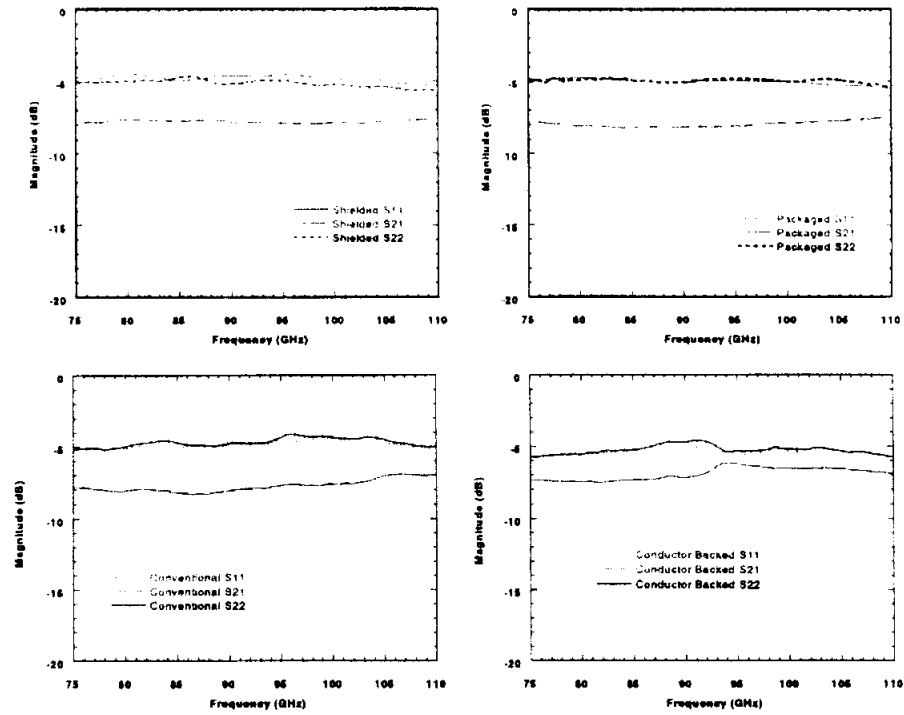 0
-5
-10
-15
-20
Magnitude (dB)
Shielded S11
Shielded S21
Shielded S22
75 80 85 90 95 100 105 110
Frequency (GHz)
0
-5
-10
-15
-20
Magnitude (dB)
Packaged S11
Packaged S21
Packaged S22
75 80 85 90 95 100 105 110
Frequency (GHz)
0
-5
-10
-15
-20
Magnitude (dB)
Conventional S11
Conventional S21
Conventional S22
75 80 85 90 95 100 105 110
Frequency (GHz)
0
-5
-10
-15
-20
Magnitude (dB)
Conductor Backed S11
Conductor Backed S21
Conductor Backed S22
75 80 85 90 95 100 105 110
Frequency (GHz)